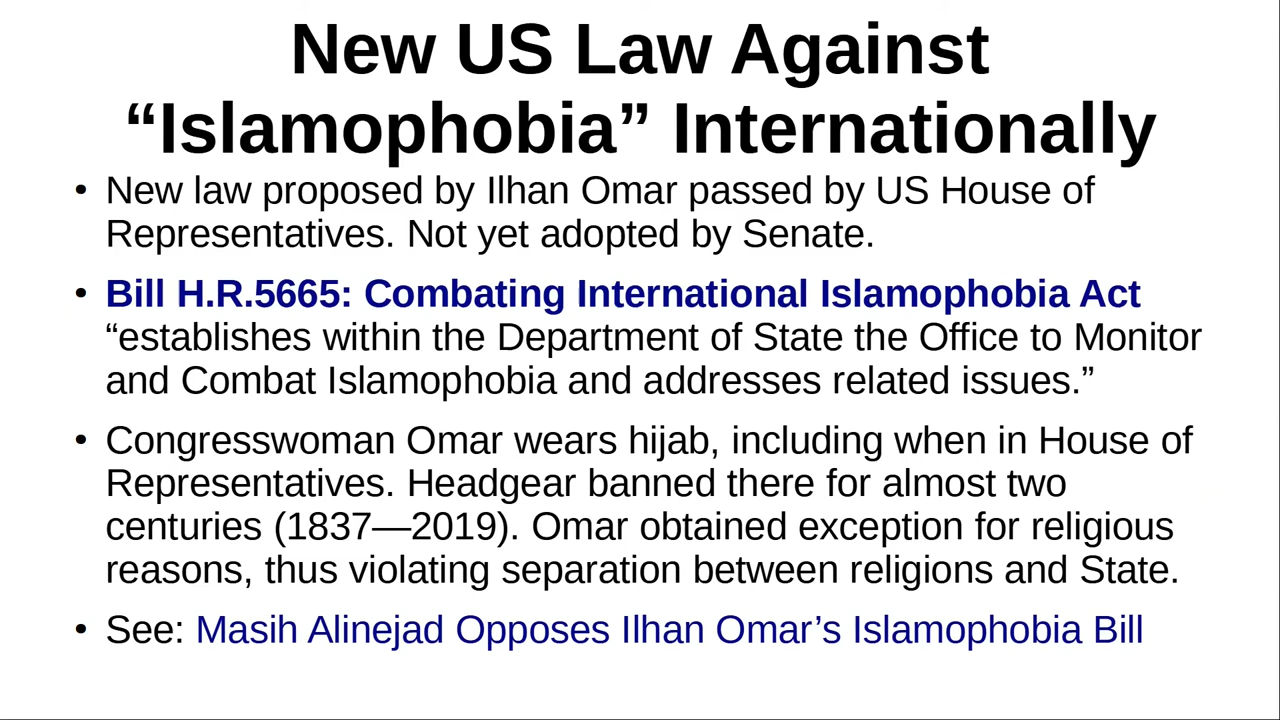 New US Law Against
“Islamophobia” Internationally
• New law proposed by Ilhan Omar passed by US House of
Representatives. Not yet adopted by Senate.
• Bill H.R.5665: Combating International Islamophobia Act
“establishes within the Department of State the Office to Monitor
and Combat Islamophobia and addresses related issues.”
• Congresswoman Omar wears hijab, including when in House of
Representatives. Headgear banned there for almost two
centuries (1837—2019). Omar obtained exception for religious
reasons, thus violating separation between religions and State.
• See: Masih Alinejad Opposes Ilhan Omar’s Islamophobia Bill